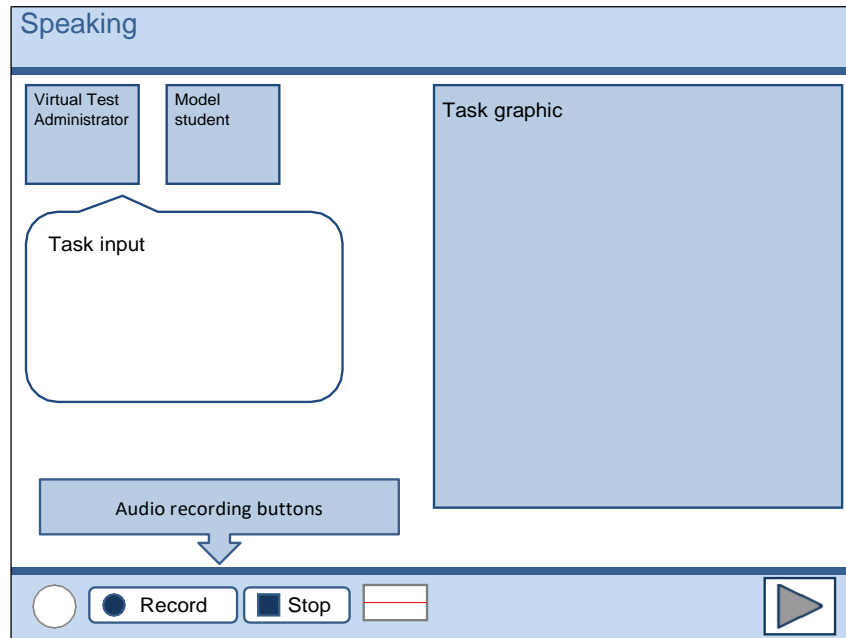 Speaking
Virtual Test
Administrator
Model
student
Task graphic
Task input
Audio recording buttons
Record
Stop